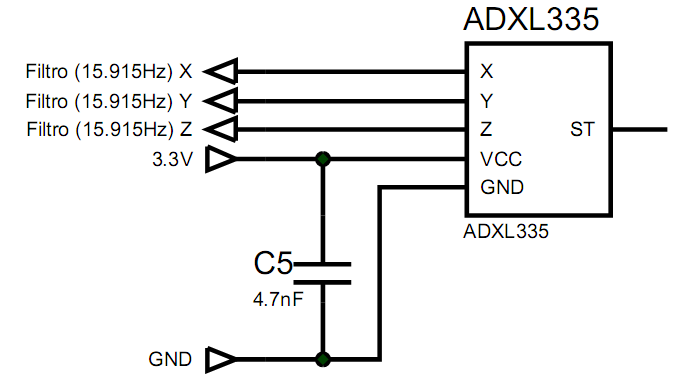 ADXL335
Filtro (15.915Hz) X
X
Filtro (15.915Hz) Y
Y
Filtro (15.915Hz) Z
Z
ST
3.3V
VCC
GND
ADXL335
C5
4.7nF
GND